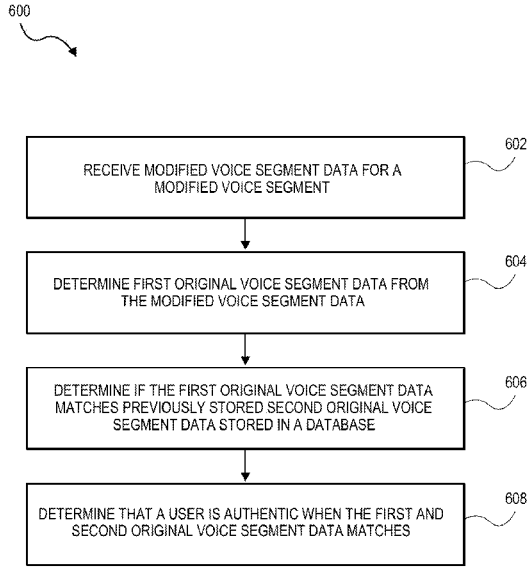 600
602
RECEIVE MODIFIED VOICE SEGMENT DATA FOR A
MODIFIED VOICE SEGMENT
604
DETERMINE FIRST ORIGINAL VOICE SEGMENT DATA FROM
THE MODIFIED VOICE SEGMENT DATA
606
DETERMINE IF THE FIRST ORIGINAL VOICE SEGMENT DATA
MATCHES PREVIOUSLY STORED SECOND ORIGINAL VOICE
SEGMENT DATA STORED IN A DATABASE
608
DETERMINE THAT A USER IS AUTHENTIC WHEN THE FIRST AND
SECOND ORIGINAL VOICE SEGMENT DATA MATCHES